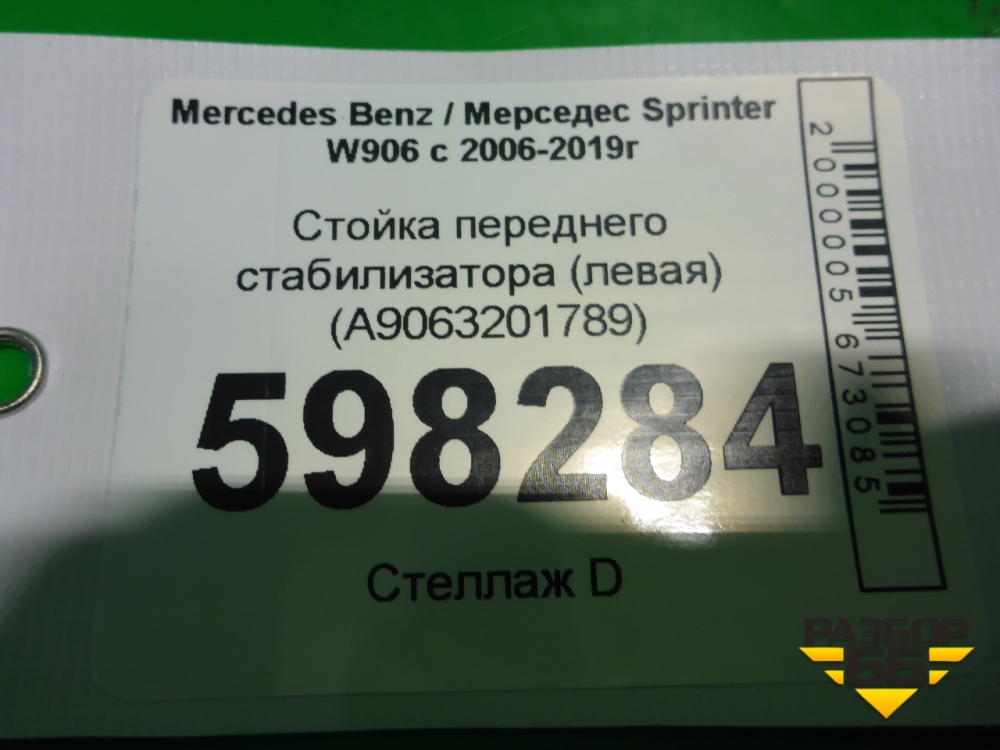 Mercedes Benz / Мерседес Sprinter
W906 с 2006-2019г
Стойка переднего
стабилизатора (левая)
(A9063201789)
598284
Стеллаж D
2000005673085
РАЗБОР
66